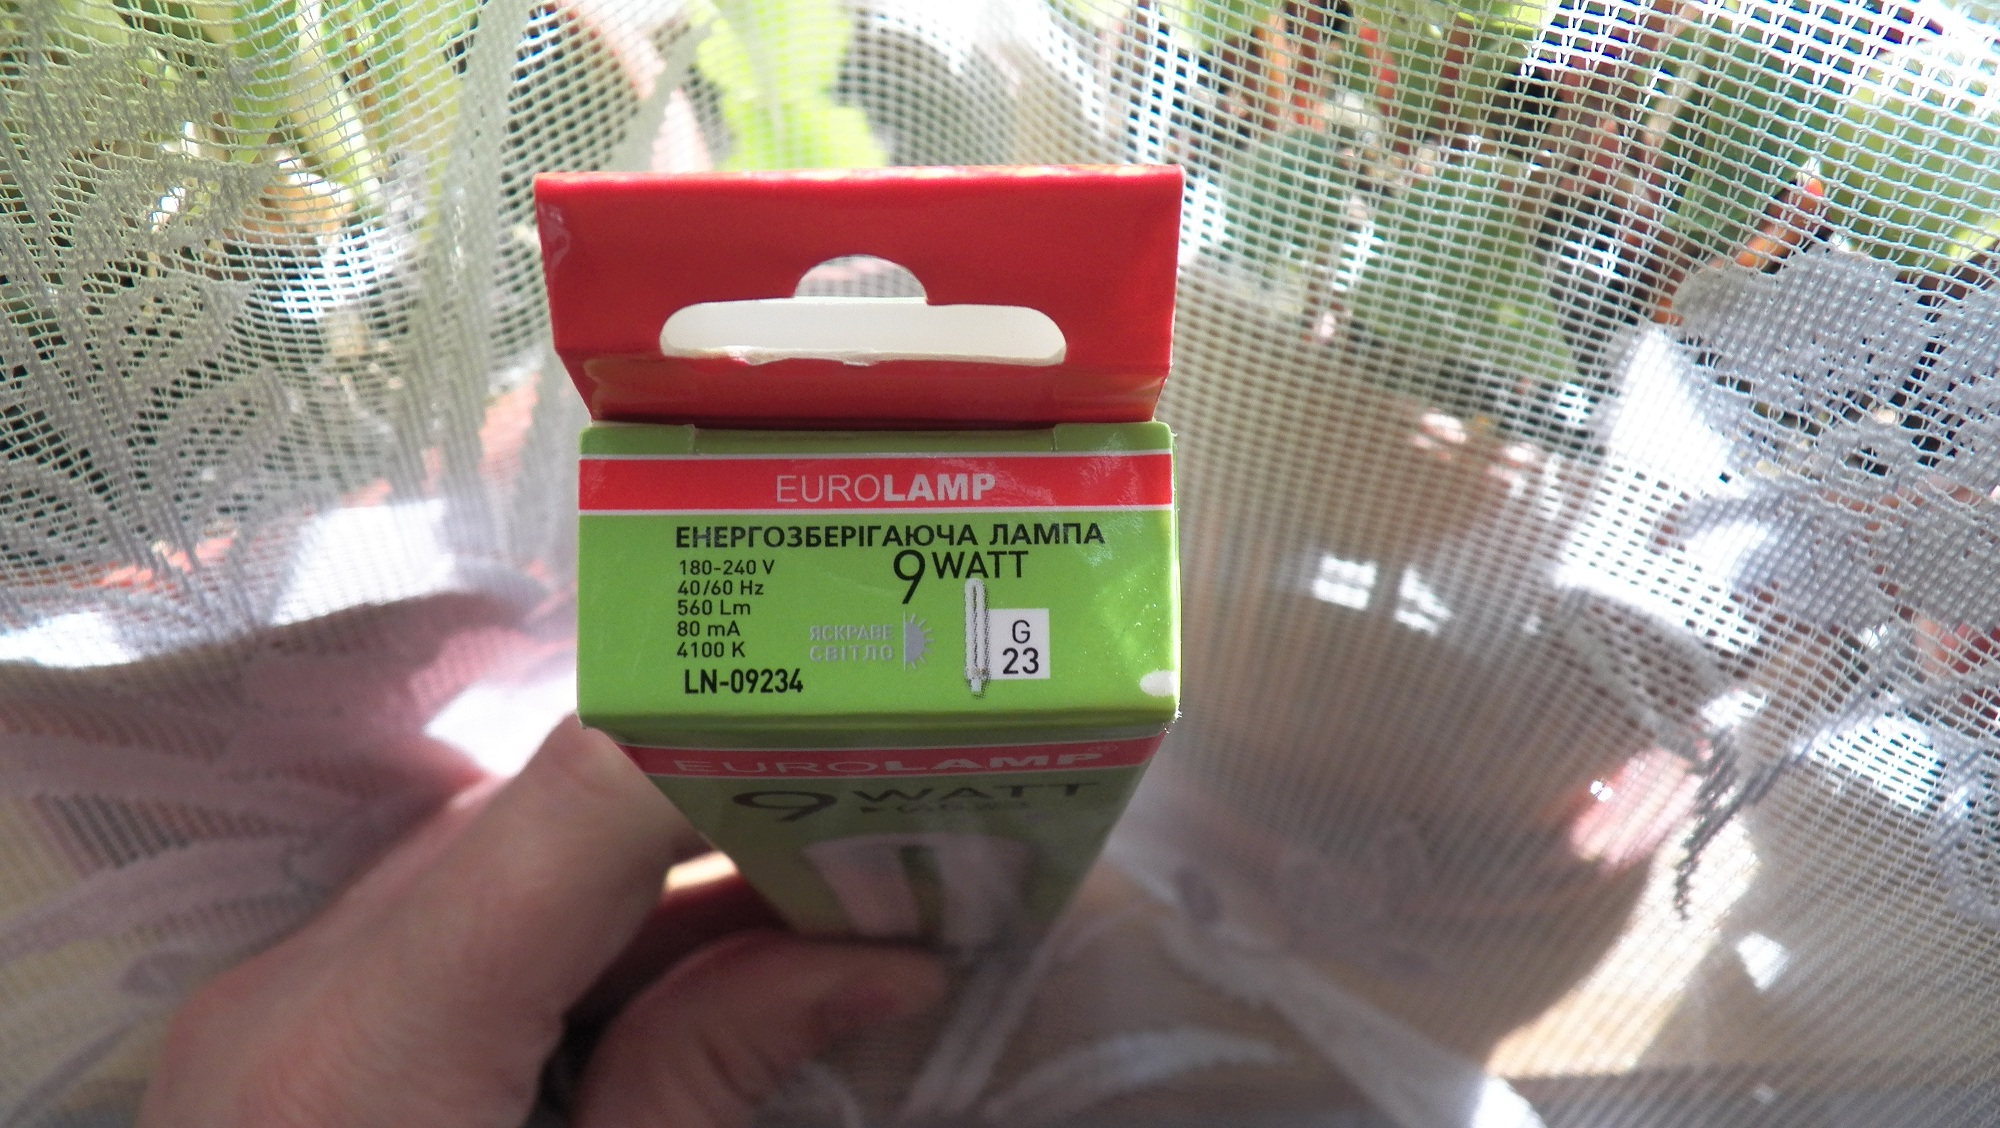 EUROLAMP
ЕНЕРГОЗБЕРІГАЮЧА ЛАМПА
180-240 V
40/60 Hz
560 Lm
80 mA
4100 K
LN-09234
9 WATT
ЯСКРАВЕ
СВІТЛО
G
23
EUROLAMP
9 WATT